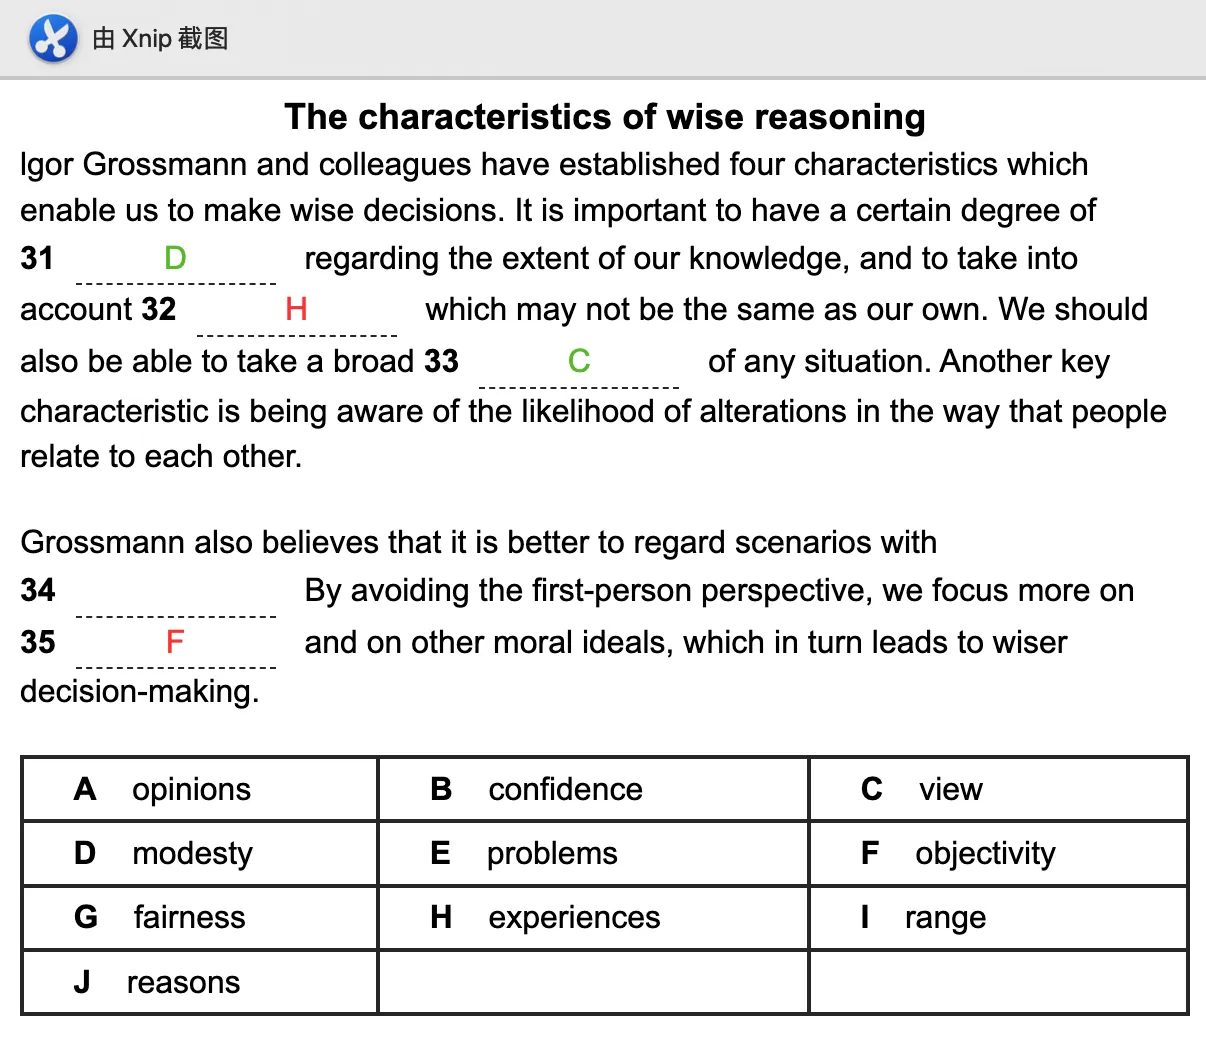 由 Xnip 截图
The characteristics of wise reasoning
Igor Grossmann and colleagues have established four characteristics which
enable us to make wise decisions. It is important to have a certain degree of
31 D regarding the extent of our knowledge, and to take into
account 32 H which may not be the same as our own. We should
also be able to take a broad 33 C of any situation. Another key
characteristic is being aware of the likelihood of alterations in the way that people
relate to each other.
Grossmann also believes that it is better to regard scenarios with
34 By avoiding the first-person perspective, we focus more on
35 F and on other moral ideals, which in turn leads to wiser
decision-making.
A opinions B confidence C view
D modesty E problems F objectivity
G fairness H experiences I range
J reasons